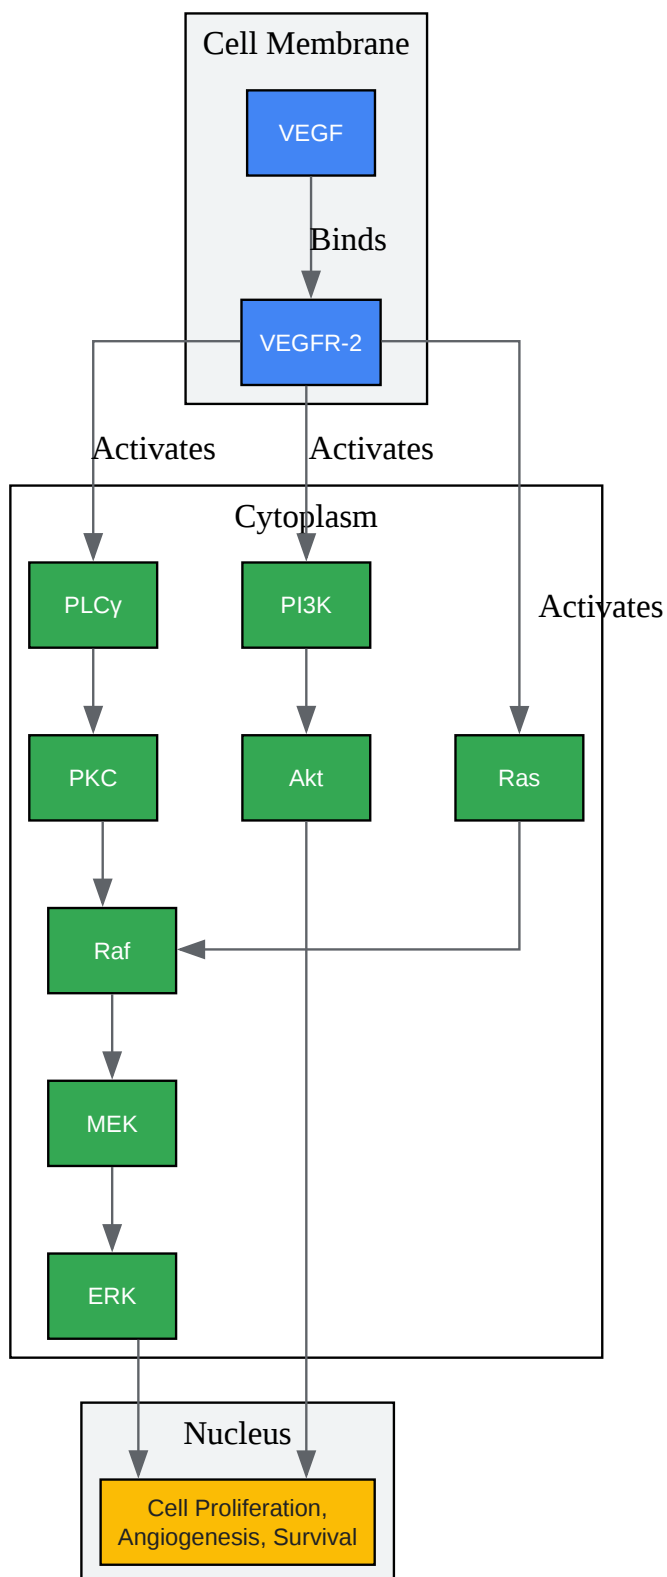 Cell Membrane
VEGF
Binds
VEGFR-2
Activates
Activates
Cytoplasm
PLCγ
PI3K
Activates
PKC
Akt
Ras
Raf
MEK
ERK
Nucleus
Cell Proliferation,
Angiogenesis, Survival